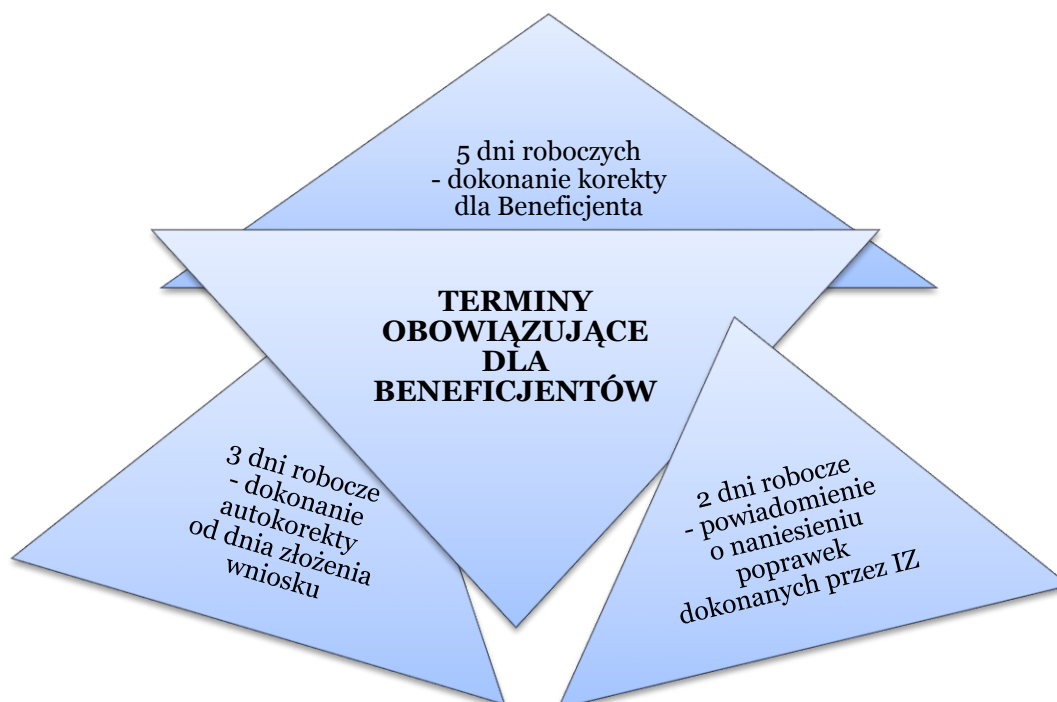 5 dni roboczych
- dokonanie korekty
dla Beneficjenta
TERMINY
OBOWIĄZUJĄCE
DLA
BENEFICJENTÓW
3 dni robocze
- dokonanie
autokorekty
od dnia złożenia
wniosku
2 dni robocze
- powiadomienie
o naniesieniu
poprawek
dokonanych przez IZ